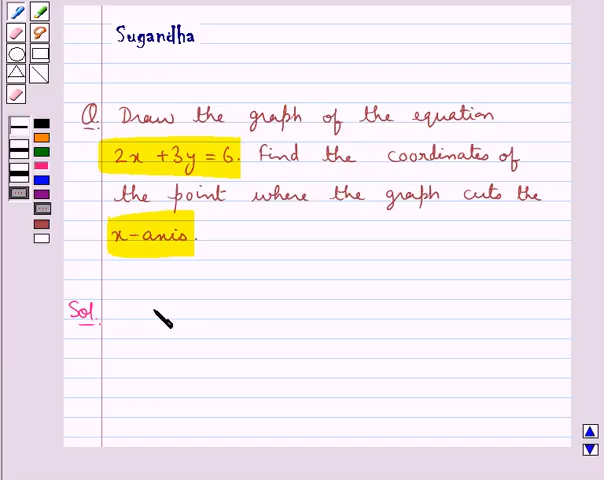 Sugandha
Q. Draw the graph of the equation
2x + 3y = 6. Find the coordinates of
the point where the graph cuts the
x-axis.
Sol.